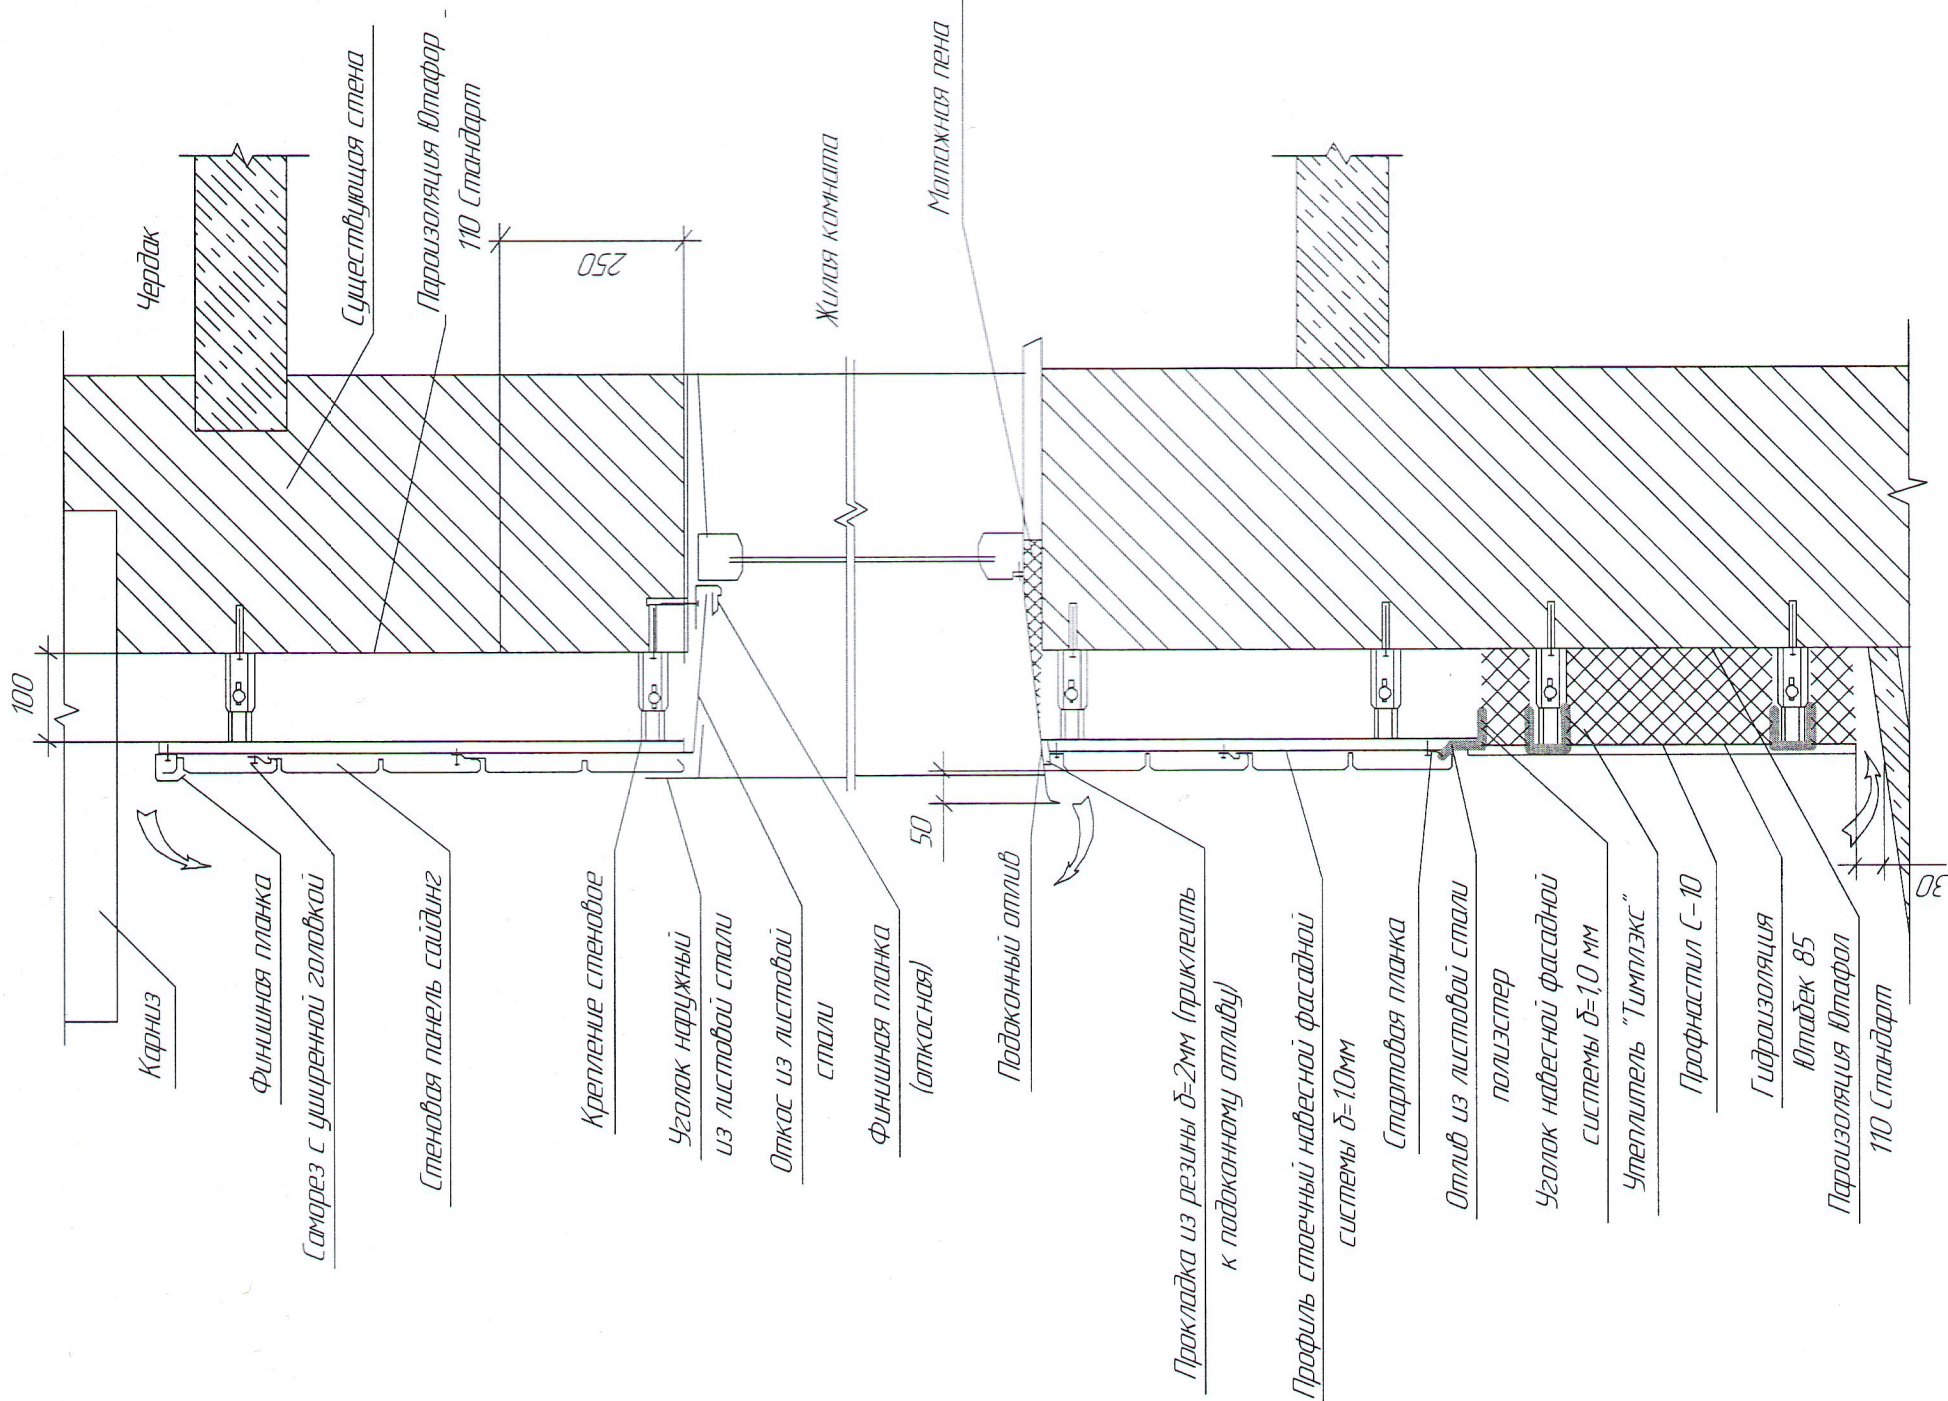 Чердак
Существующая стена
Пароизоляция Ютафор
110 Стандарт
250
Жилая комната
Мотажная пена
100
50
30
Карниз
Финишная планка
Саморез с уширенной головкой
Стеновая панель сайдинг
Крепление стеновое
Уголок наружный
из листовой стали
Откос из листовой
стали
Финишная планка
(откасная)
Подоконный отлив
Прокладка из резины δ=2мм (приклеить
к подоконному отливу)
Профиль стоечный навесной фасадной
системы δ=1.0мм
Стартовая планка
Отлив из листовой стали
полиэстер
Уголок навесной фасадной
системы δ=1,0 мм
Утеплитель "Тимплэкс"
Профнастил С-10
Гидроизоляция
Ютабек 85
Пароизоляция Ютафол
110 Стандарт